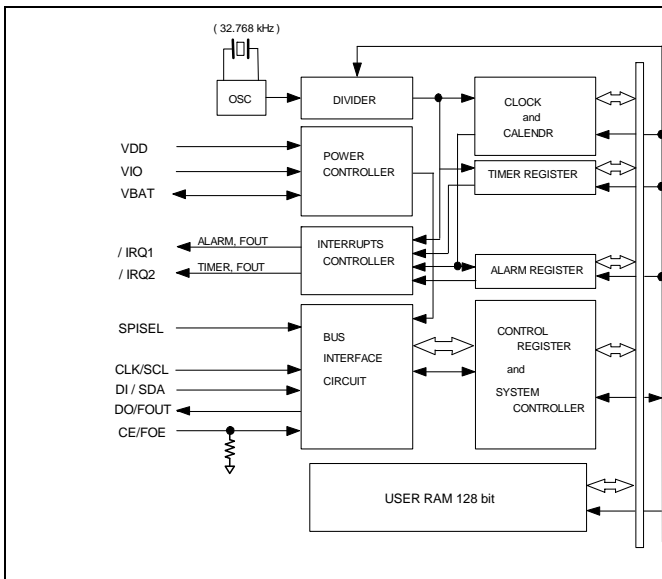 ( 32.768 kHz )
OSC
DIVIDER
CLOCK
and
CALENDR
VDD
VIO
VBAT
POWER
CONTROLLER
TIMER REGISTER
/ IRQ1
ALARM, FOUT
/ IRQ2
TIMER, FOUT
INTERRUPTS
CONTROLLER
ALARM REGISTER
SPISEL
CLK/SCL
DI / SDA
DO/FOUT
CE/FOE
BUS
INTERFACE
CIRCUIT
CONTROL
REGISTER
and
SYSTEM
CONTROLLER
USER RAM 128 bit